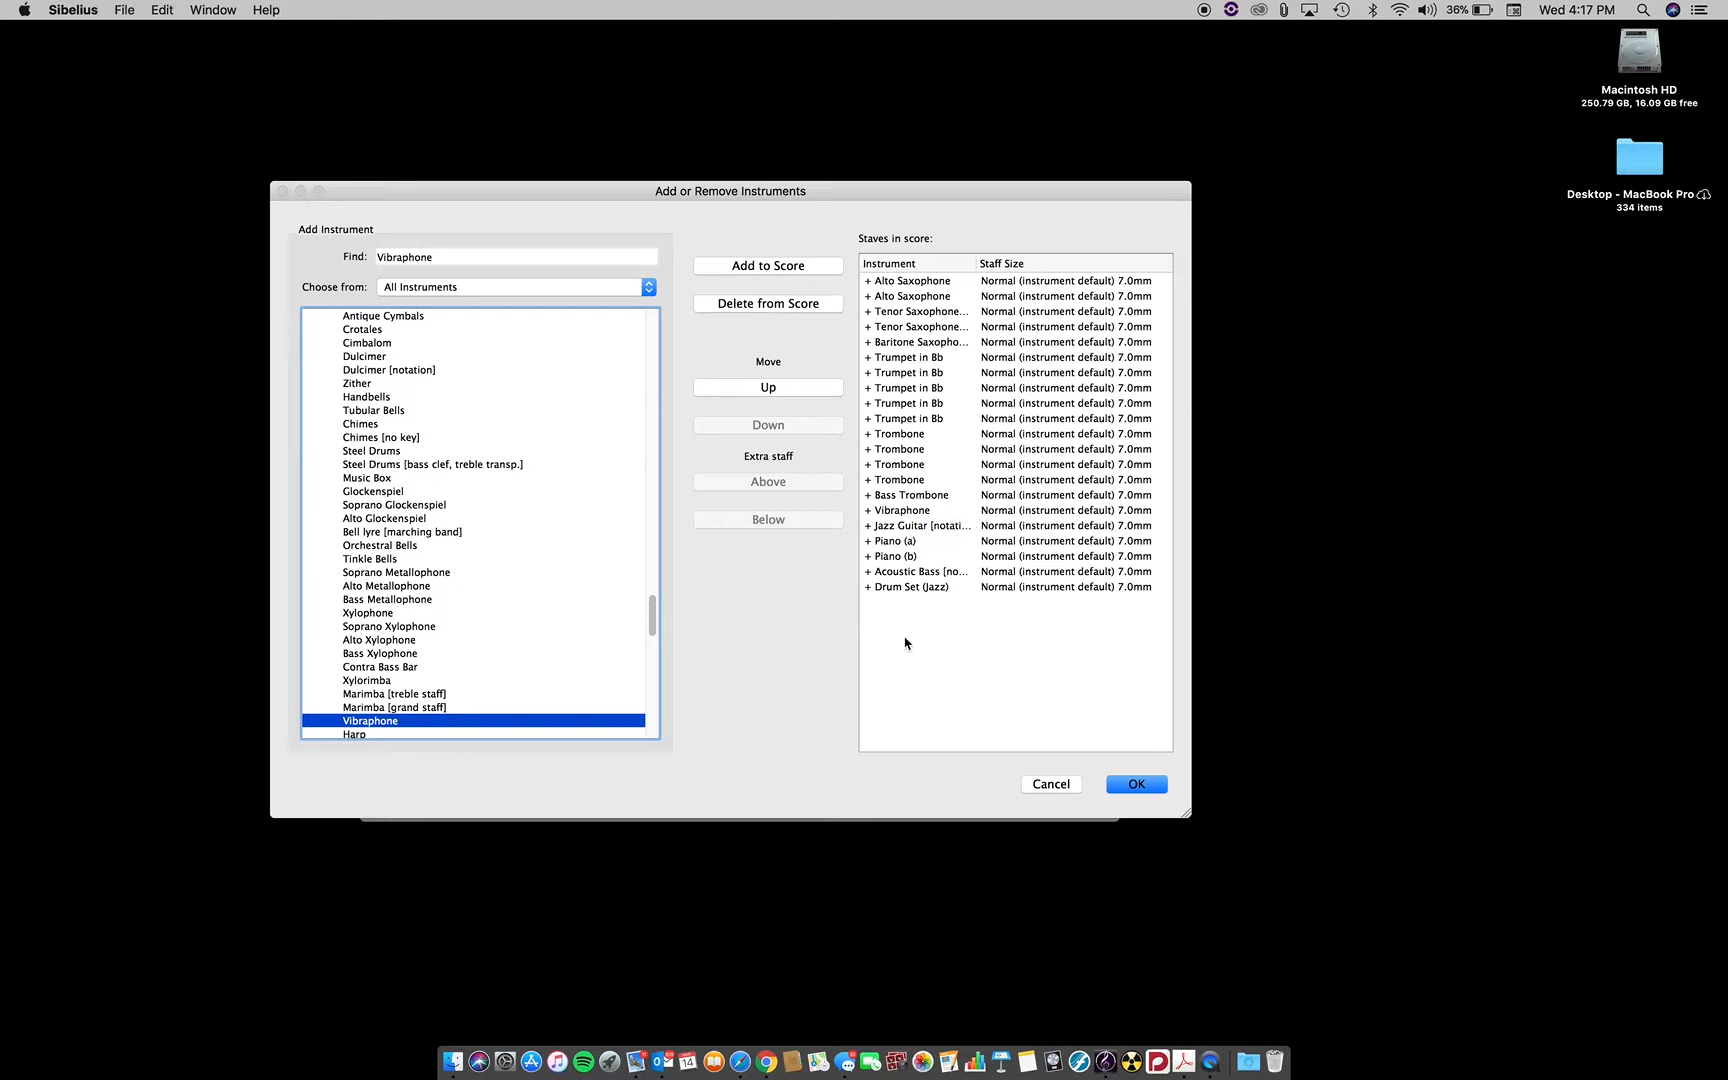 Sibelius File Edit Window Help
36% Wed 4:17 PM
Macintosh HD
250.79 GB, 16.09 GB free
Desktop - MacBook Pro
334 items
Add or Remove Instruments
Add Instrument
Find: Vibraphone
Choose from: All Instruments
Antique Cymbals
Crotales
Cimbalom
Dulcimer
Dulcimer [notation]
Zither
Handbells
Tubular Bells
Chimes
Chimes [no key]
Steel Drums
Steel Drums [bass clef, treble transp.]
Music Box
Glockenspiel
Soprano Glockenspiel
Alto Glockenspiel
Bell lyre [marching band]
Orchestral Bells
Tinkle Bells
Soprano Metallophone
Alto Metallophone
Bass Metallophone
Xylophone
Soprano Xylophone
Alto Xylophone
Bass Xylophone
Contra Bass Bar
Xylorimba
Marimba [treble staff]
Marimba [grand staff]
Vibraphone
Harp
Add to Score
Delete from Score
Move
Up
Down
Extra staff
Above
Below
Staves in score:
Instrument Staff Size
+ Alto Saxophone Normal (instrument default) 7.0mm
+ Alto Saxophone Normal (instrument default) 7.0mm
+ Tenor Saxophone... Normal (instrument default) 7.0mm
+ Tenor Saxophone... Normal (instrument default) 7.0mm
+ Baritone Saxopho... Normal (instrument default) 7.0mm
+ Trumpet in Bb Normal (instrument default) 7.0mm
+ Trumpet in Bb Normal (instrument default) 7.0mm
+ Trumpet in Bb Normal (instrument default) 7.0mm
+ Trumpet in Bb Normal (instrument default) 7.0mm
+ Trumpet in Bb Normal (instrument default) 7.0mm
+ Trombone Normal (instrument default) 7.0mm
+ Trombone Normal (instrument default) 7.0mm
+ Trombone Normal (instrument default) 7.0mm
+ Trombone Normal (instrument default) 7.0mm
+ Bass Trombone Normal (instrument default) 7.0mm
+ Vibraphone Normal (instrument default) 7.0mm
+ Jazz Guitar [notati... Normal (instrument default) 7.0mm
+ Piano (a) Normal (instrument default) 7.0mm
+ Piano (b) Normal (instrument default) 7.0mm
+ Acoustic Bass [no... Normal (instrument default) 7.0mm
+ Drum Set (Jazz) Normal (instrument default) 7.0mm
Cancel OK
14